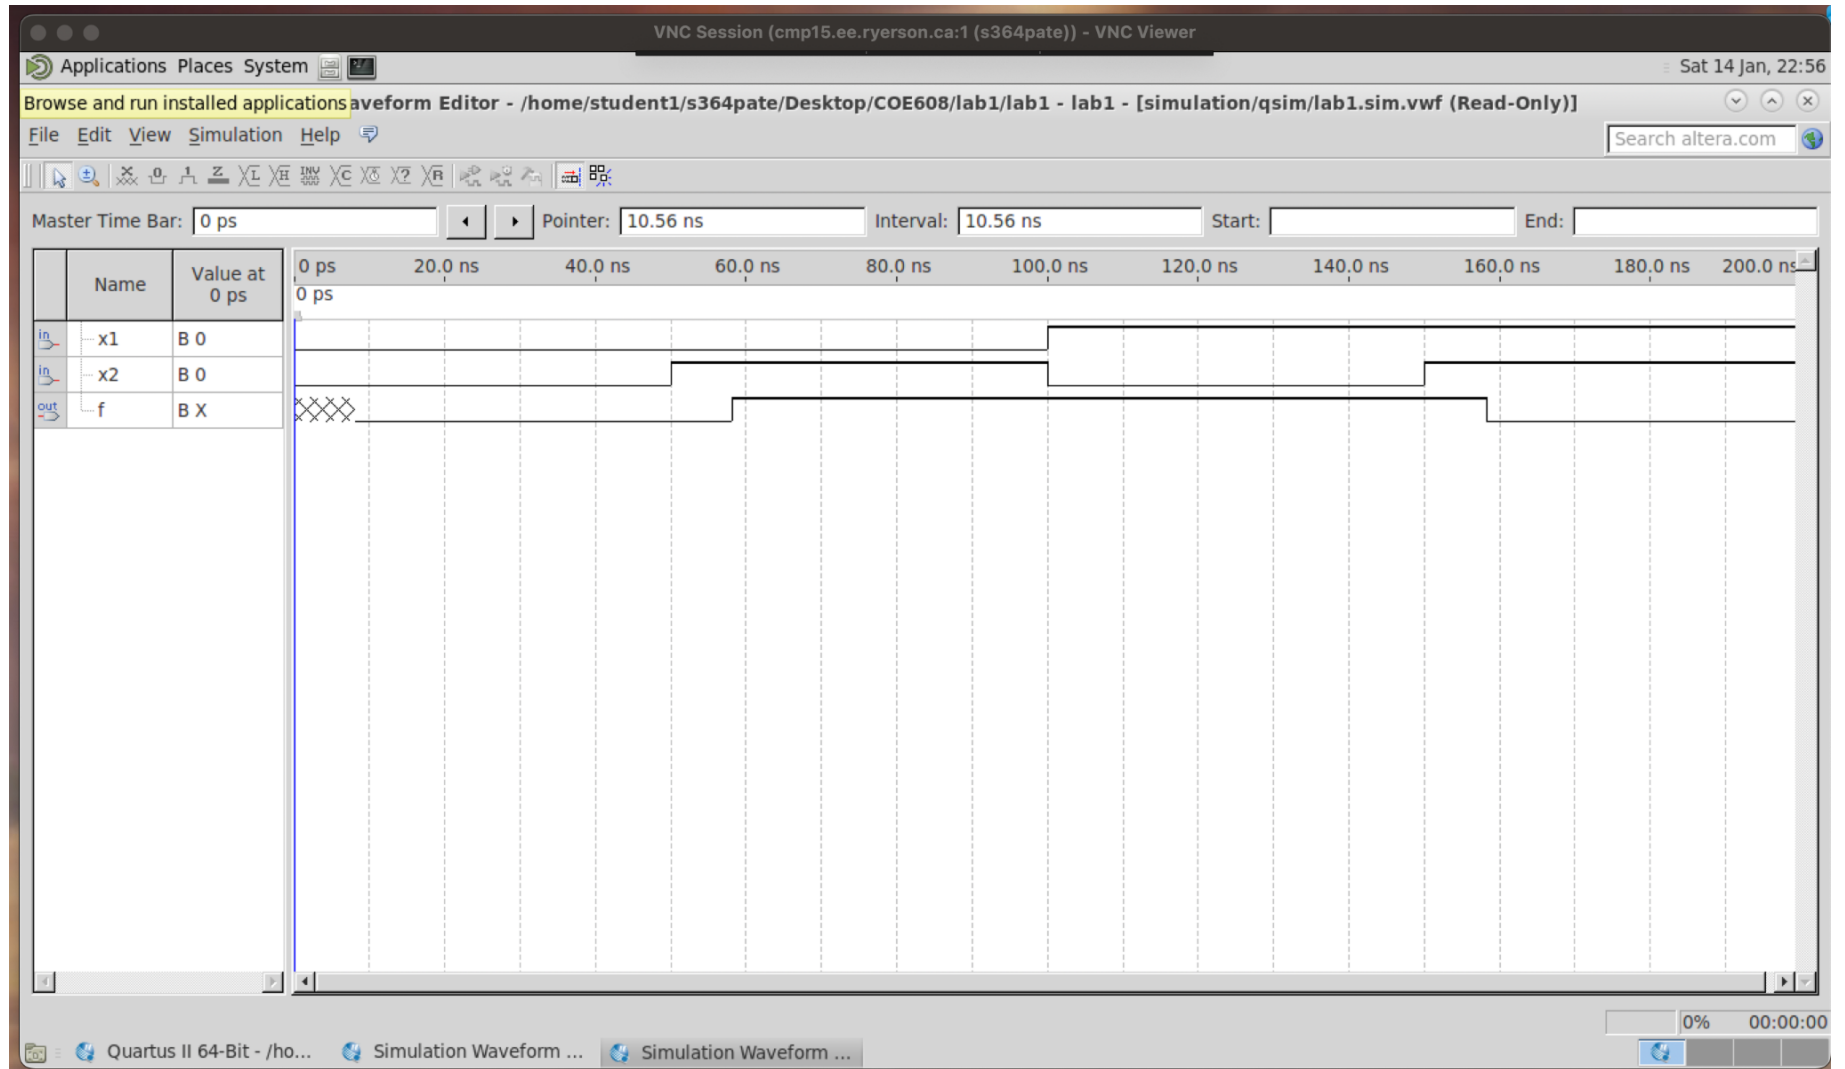 VNC Session (cmp15.ee.ryerson.ca:1 (s364pate)) - VNC Viewer
Applications Places System Sat 14 Jan, 22:56
Browse and run installed applications aveform Editor - /home/student1/s364pate/Desktop/COE608/lab1/lab1 - lab1 - [simulation/qsim/lab1.sim.vwf (Read-Only)]
File Edit View Simulation Help Search altera.com
Master Time Bar: 0 ps Pointer: 10.56 ns Interval: 10.56 ns Start: End:
Name Value at 0 ps
0 ps 20.0 ns 40.0 ns 60.0 ns 80.0 ns 100.0 ns 120.0 ns 140.0 ns 160.0 ns 180.0 ns 200.0 ns
0 ps
in x1 B 0
in x2 B 0
out f B X
0% 00:00:00
Quartus II 64-Bit - /ho... Simulation Waveform ... Simulation Waveform ...